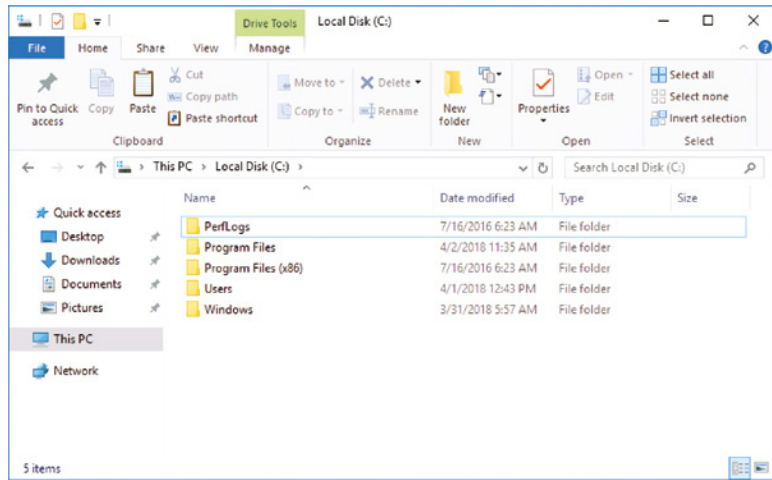 Drive Tools Local Disk (C:)
File Home Share View Manage
Pin to Quick access
Copy
Paste
Cut
Copy path
Paste shortcut
Clipboard
Move to
Copy to
Delete
Rename
Organize
New folder
New
Properties
Open
Edit
Open
Select all
Select none
Invert selection
Select
This PC > Local Disk (C:) >
Search Local Disk (C:)
Name Date modified Type Size
Quick access
Desktop
Downloads
Documents
Pictures
This PC
Network
PerfLogs 7/16/2016 6:23 AM File folder
Program Files 4/2/2018 11:35 AM File folder
Program Files (x86) 7/16/2016 6:23 AM File folder
Users 4/1/2018 12:43 PM File folder
Windows 3/31/2018 5:57 AM File folder
5 items